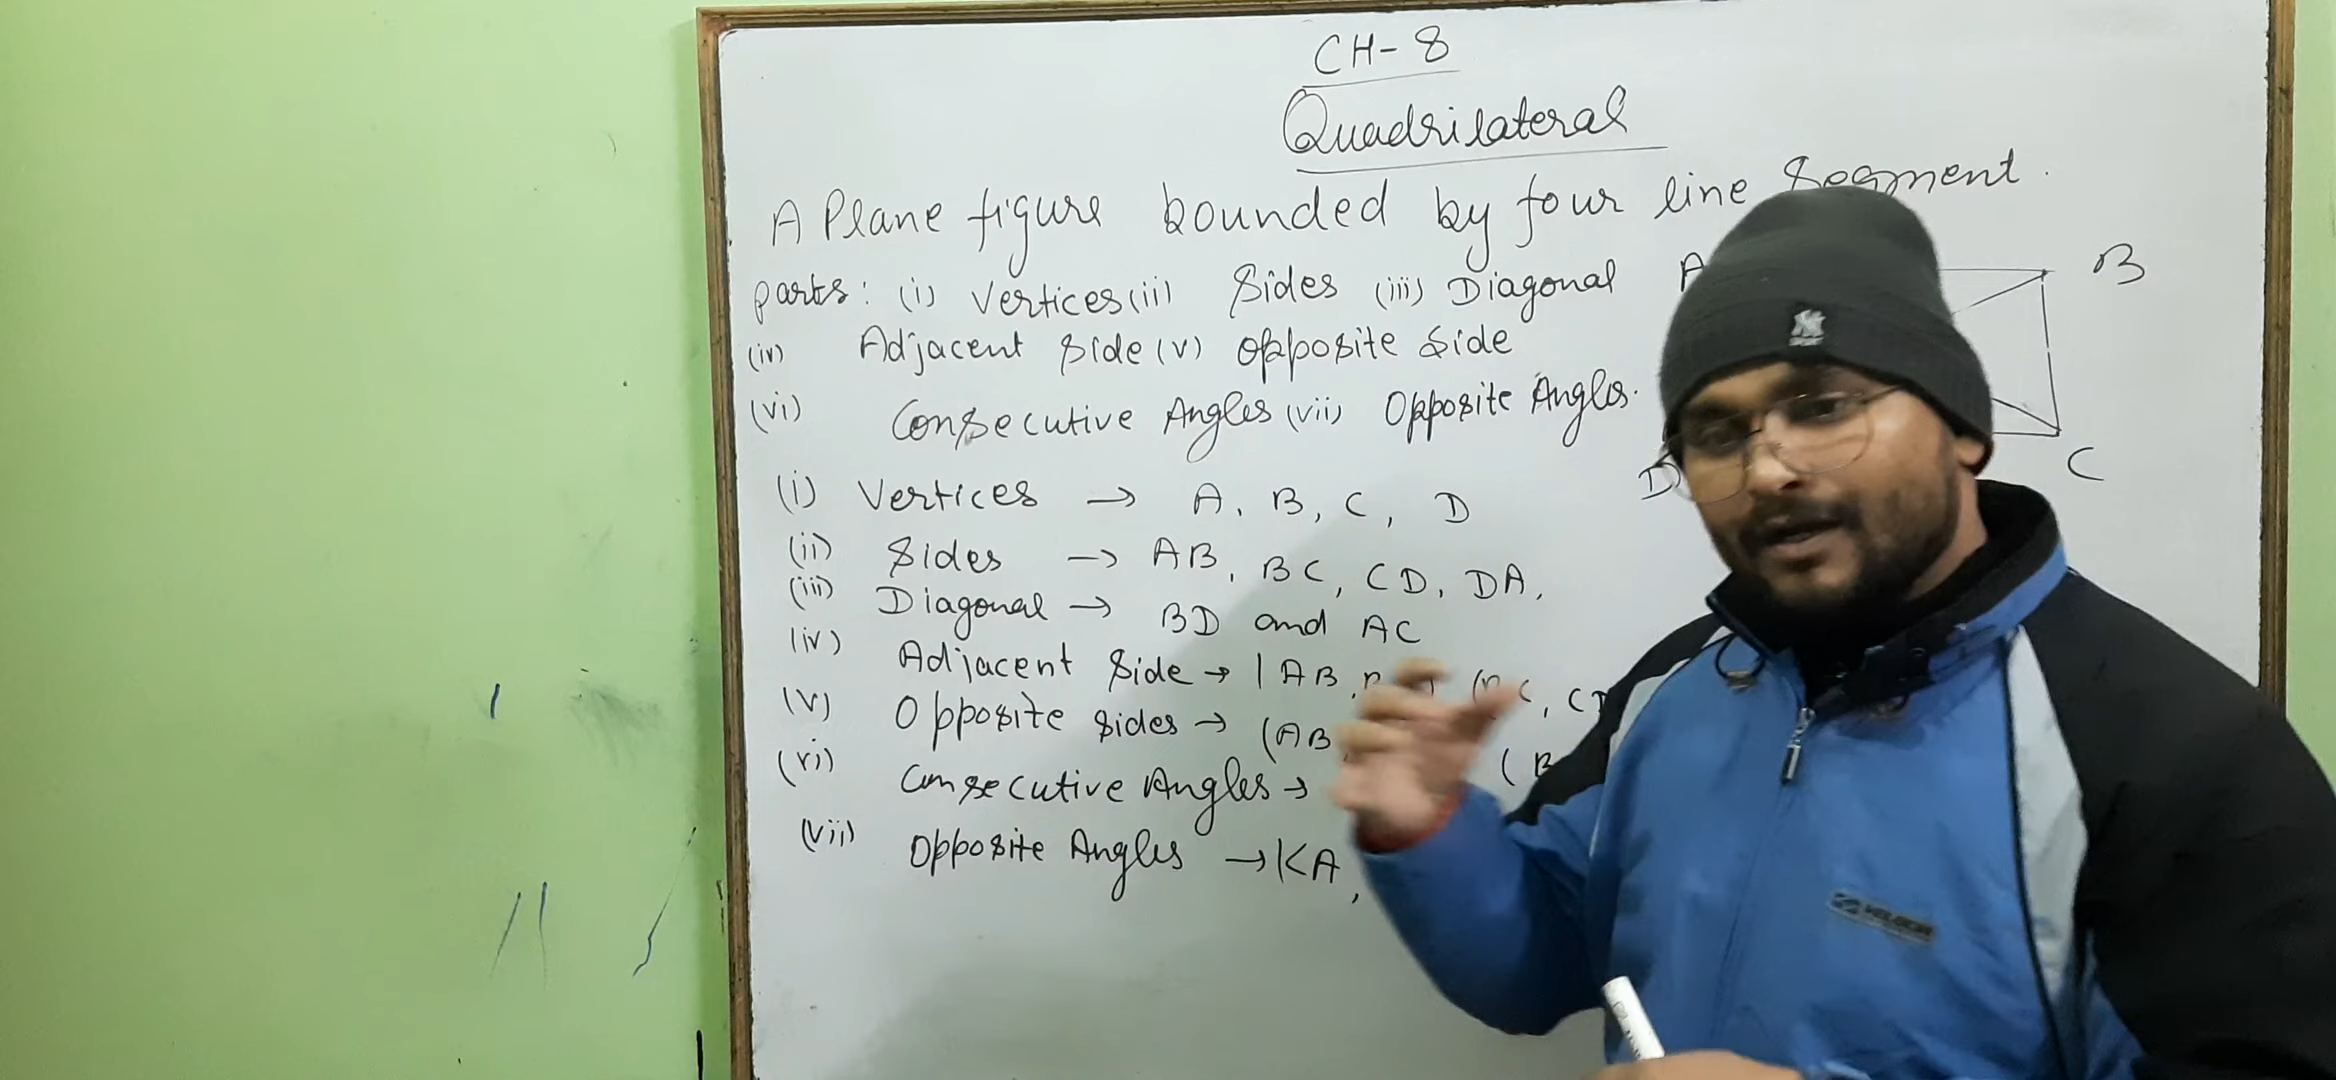 CH-8
Quadrilateral
A Plane figure bounded by four line Segment.
parts: (i) Vertices (ii) Sides (iii) Diagonal
(iv) Adjacent Side (v) Opposite Side
(vi) Consecutive Angles (vii) Opposite Angles.
A
B
D
C
(i) Vertices → A, B, C, D
(ii) Sides → AB, BC, CD, DA,
(iii) Diagonal → BD and AC
(iv) Adjacent Side → | AB,
(v) Opposite Sides → (AB
(vi) Consecutive Angles →
(vii) Opposite Angles → <A,